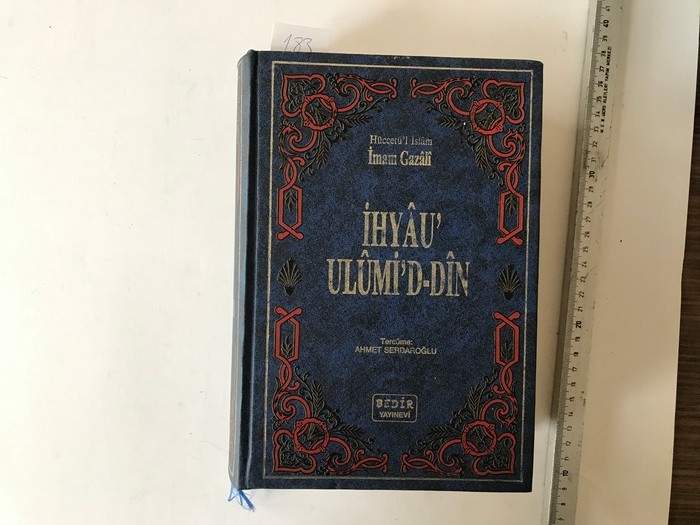 183
Hüccetü'l İslâm
İmam Gazâlî
İHYÂU'
ULÛMİ'D-DÎN
Tercüme:
AHMET SERDAROĞLU
BEDİR
YAYINEVİ